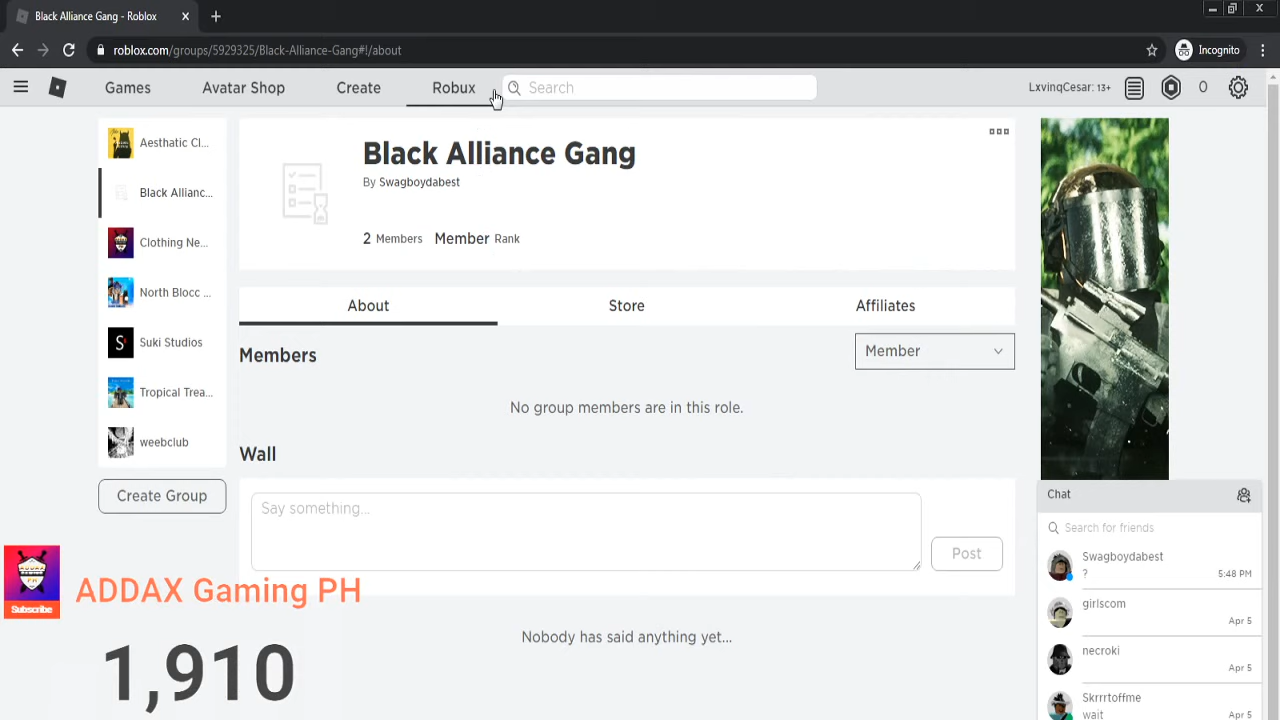 Black Alliance Gang - Roblox
roblox.com/groups/5929325/Black-Alliance-Gang#!/about
Incognito
Games
Avatar Shop
Create
Robux
Search
LxvinqCesar: 13+
0
Aesthatic Cl...
Black Allianc...
Clothing Ne...
North Blocc ...
Suki Studios
Tropical Trea...
weebclub
Create Group
Black Alliance Gang
By Swagboydabest
2 Members Member Rank
About
Store
Affiliates
Members
Member
No group members are in this role.
Wall
Say something...
Post
Nobody has said anything yet...
Chat
Search for friends
Swagboydabest
? 5:48 PM
girlscom
Apr 5
necroki
Apr 5
Skrrrtoffme
wait Apr 5
ADDAX
PH
Subscribe
ADDAX Gaming PH
1,910